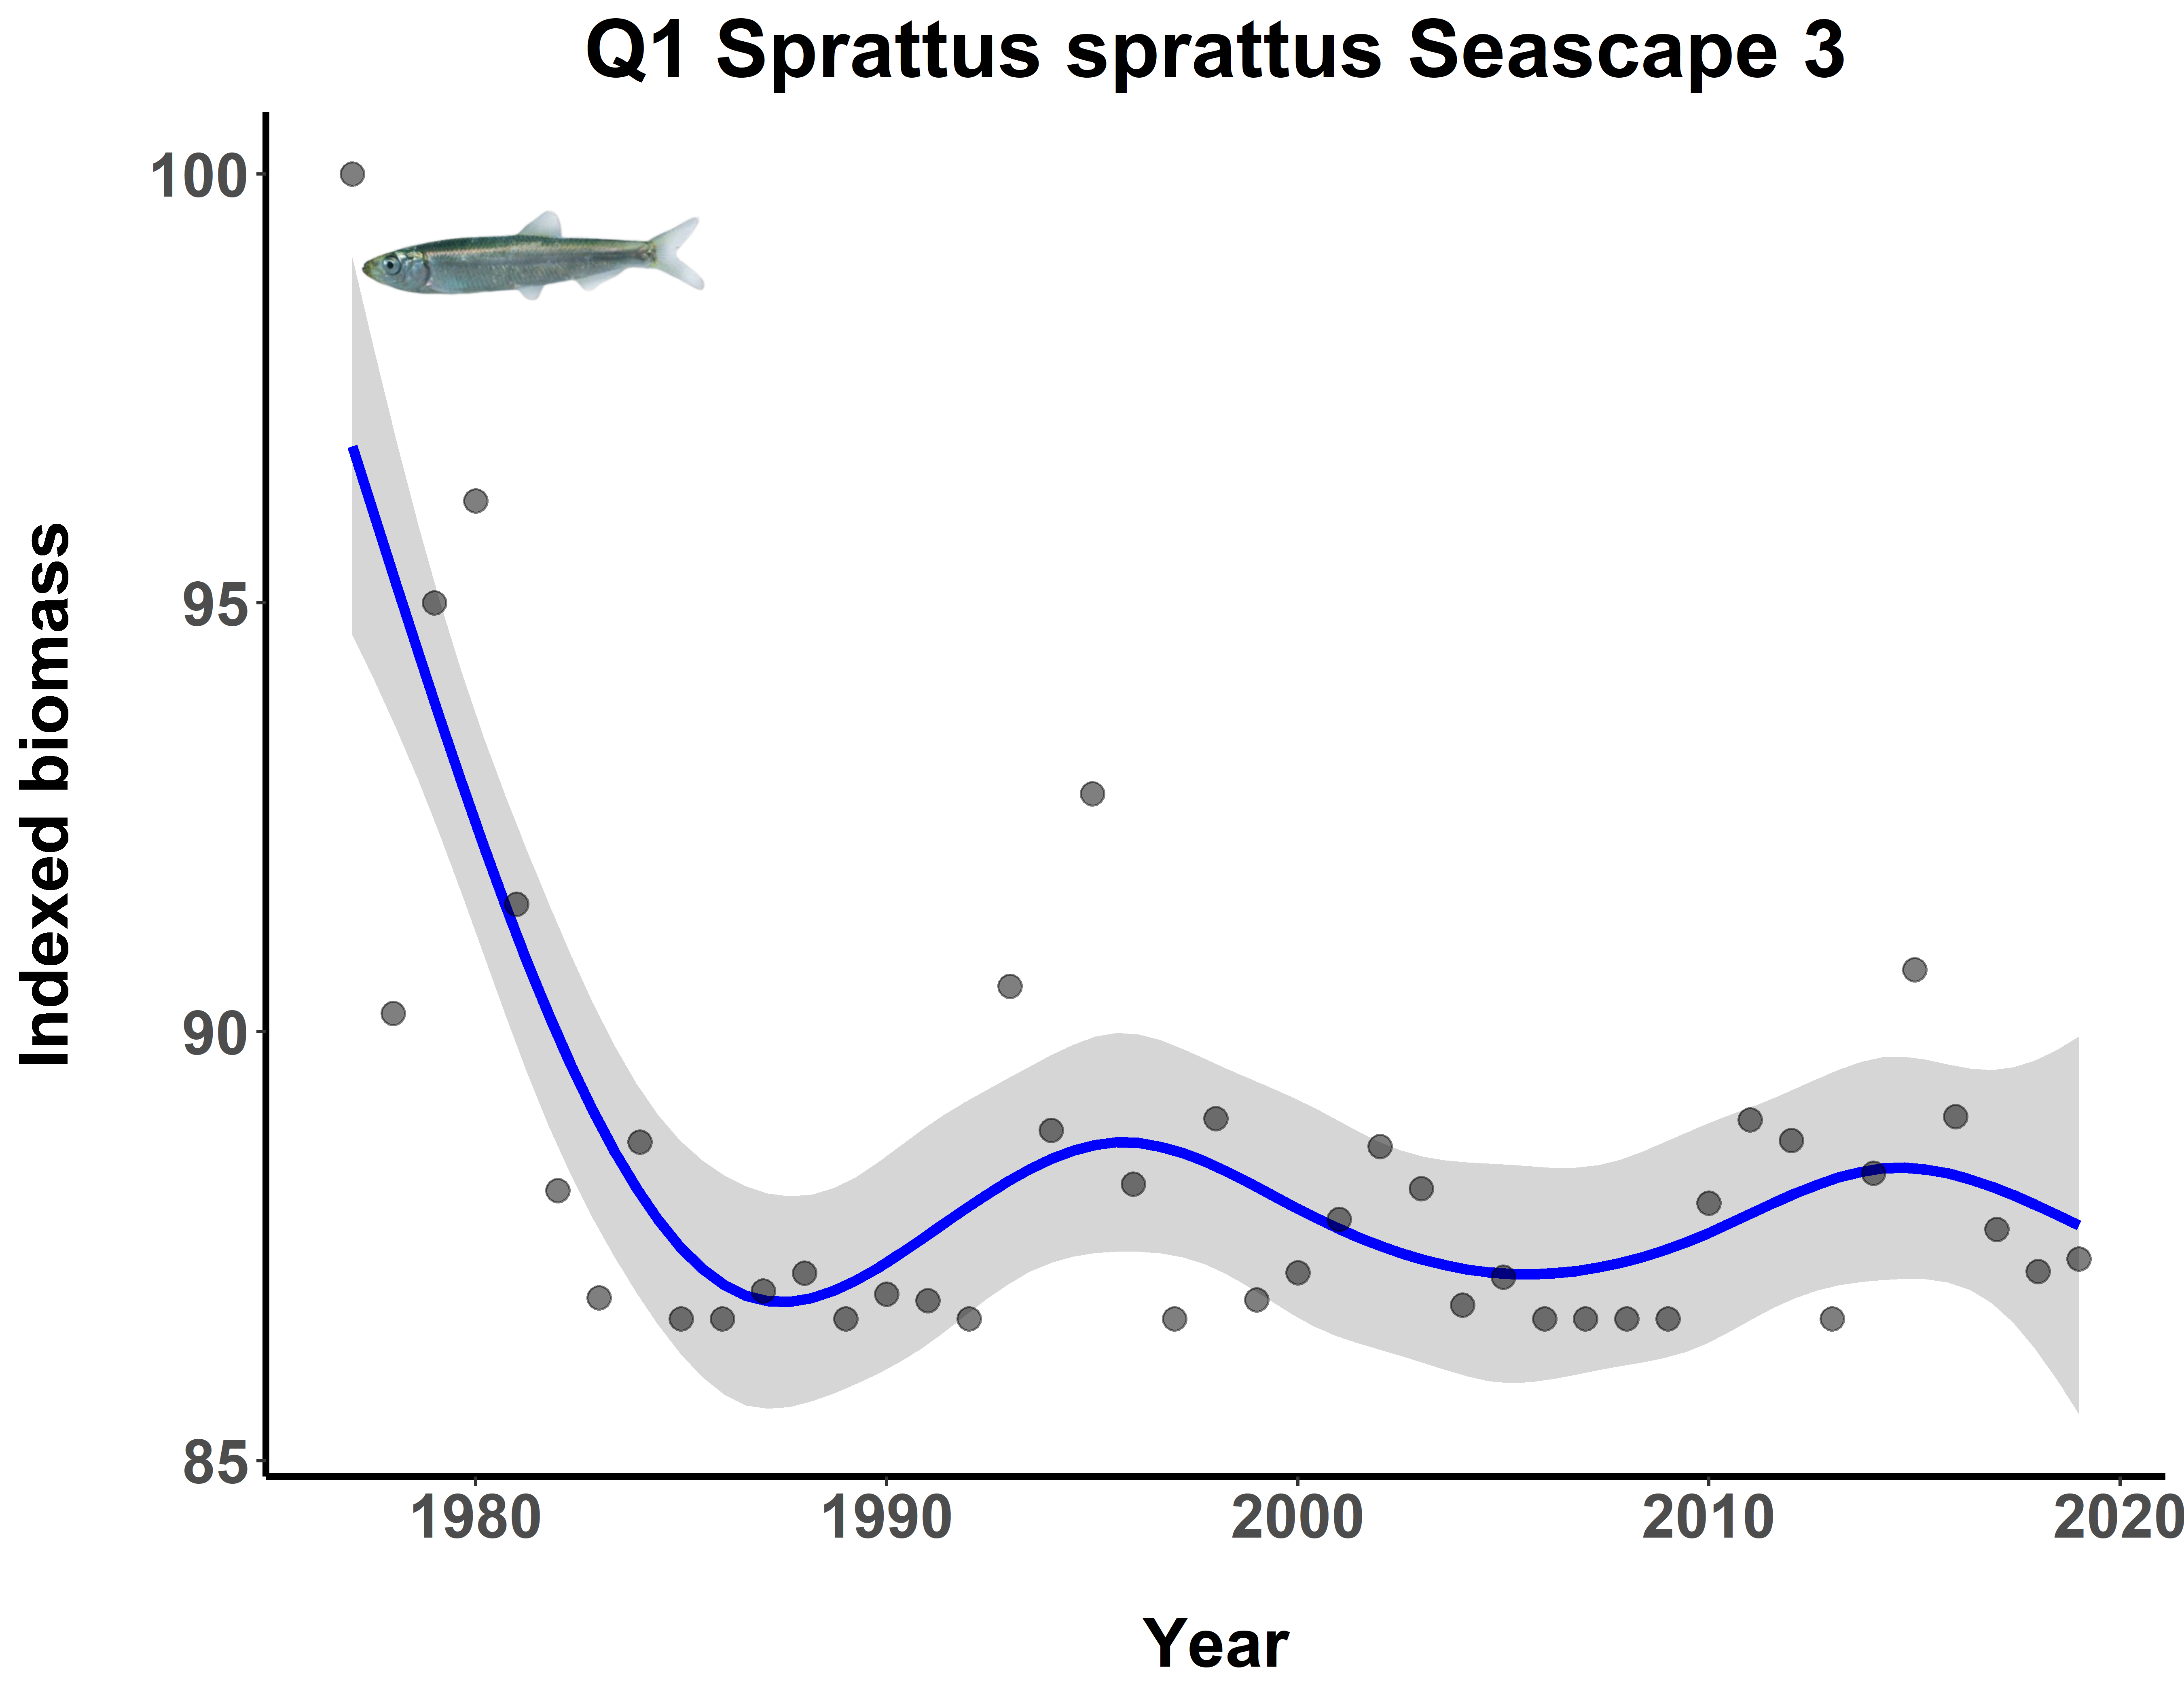 Q1 Sprattus sprattus Seascape 3
Indexed biomass
100
95
90
85
1980 1990 2000 2010 2020
Year